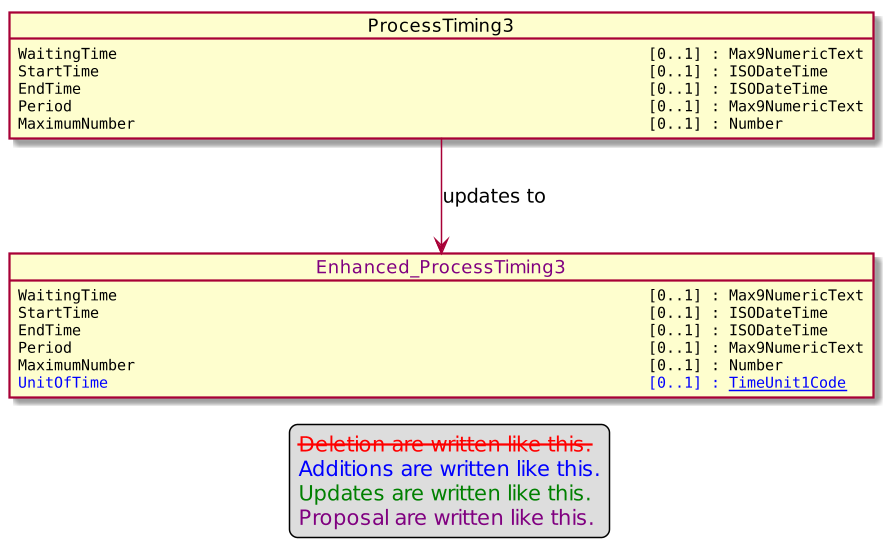 ProcessTiming3
WaitingTime [0..1] : Max9NumericText
StartTime [0..1] : ISODateTime
EndTime [0..1] : ISODateTime
Period [0..1] : Max9NumericText
MaximumNumber [0..1] : Number
updates to
Enhanced_ProcessTiming3
WaitingTime [0..1] : Max9NumericText
StartTime [0..1] : ISODateTime
EndTime [0..1] : ISODateTime
Period [0..1] : Max9NumericText
MaximumNumber [0..1] : Number
UnitOfTime [0..1] : TimeUnit1Code
Deletion are written like this.
Additions are written like this.
Updates are written like this.
Proposal are written like this.